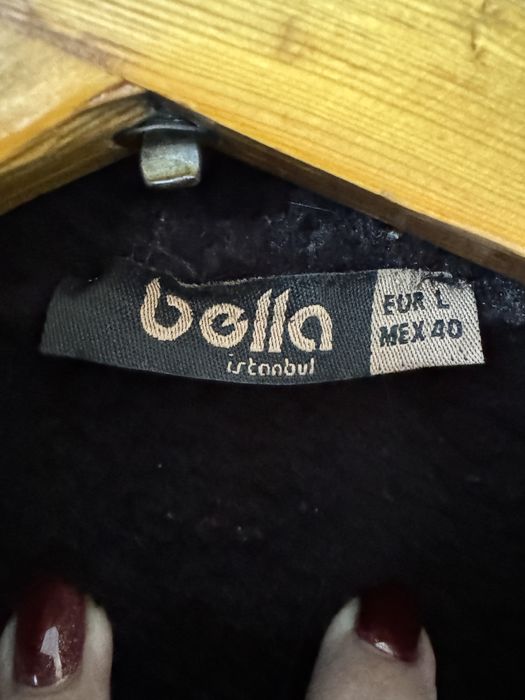 bella
istanbul
EUR L
MEX 40